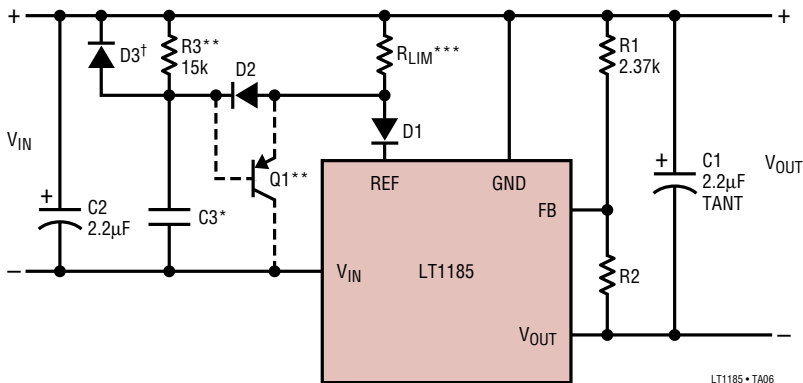 +
+
D3†
R3**
15k
D2
RLIM***
R1
2.37k
D1
VIN
+
C2
2.2µF
C3*
Q1**
REF
GND
FB
+
C1
2.2µF
TANT
VOUT
–
VIN
LT1185
R2
VOUT
–
LT1185 • TA06